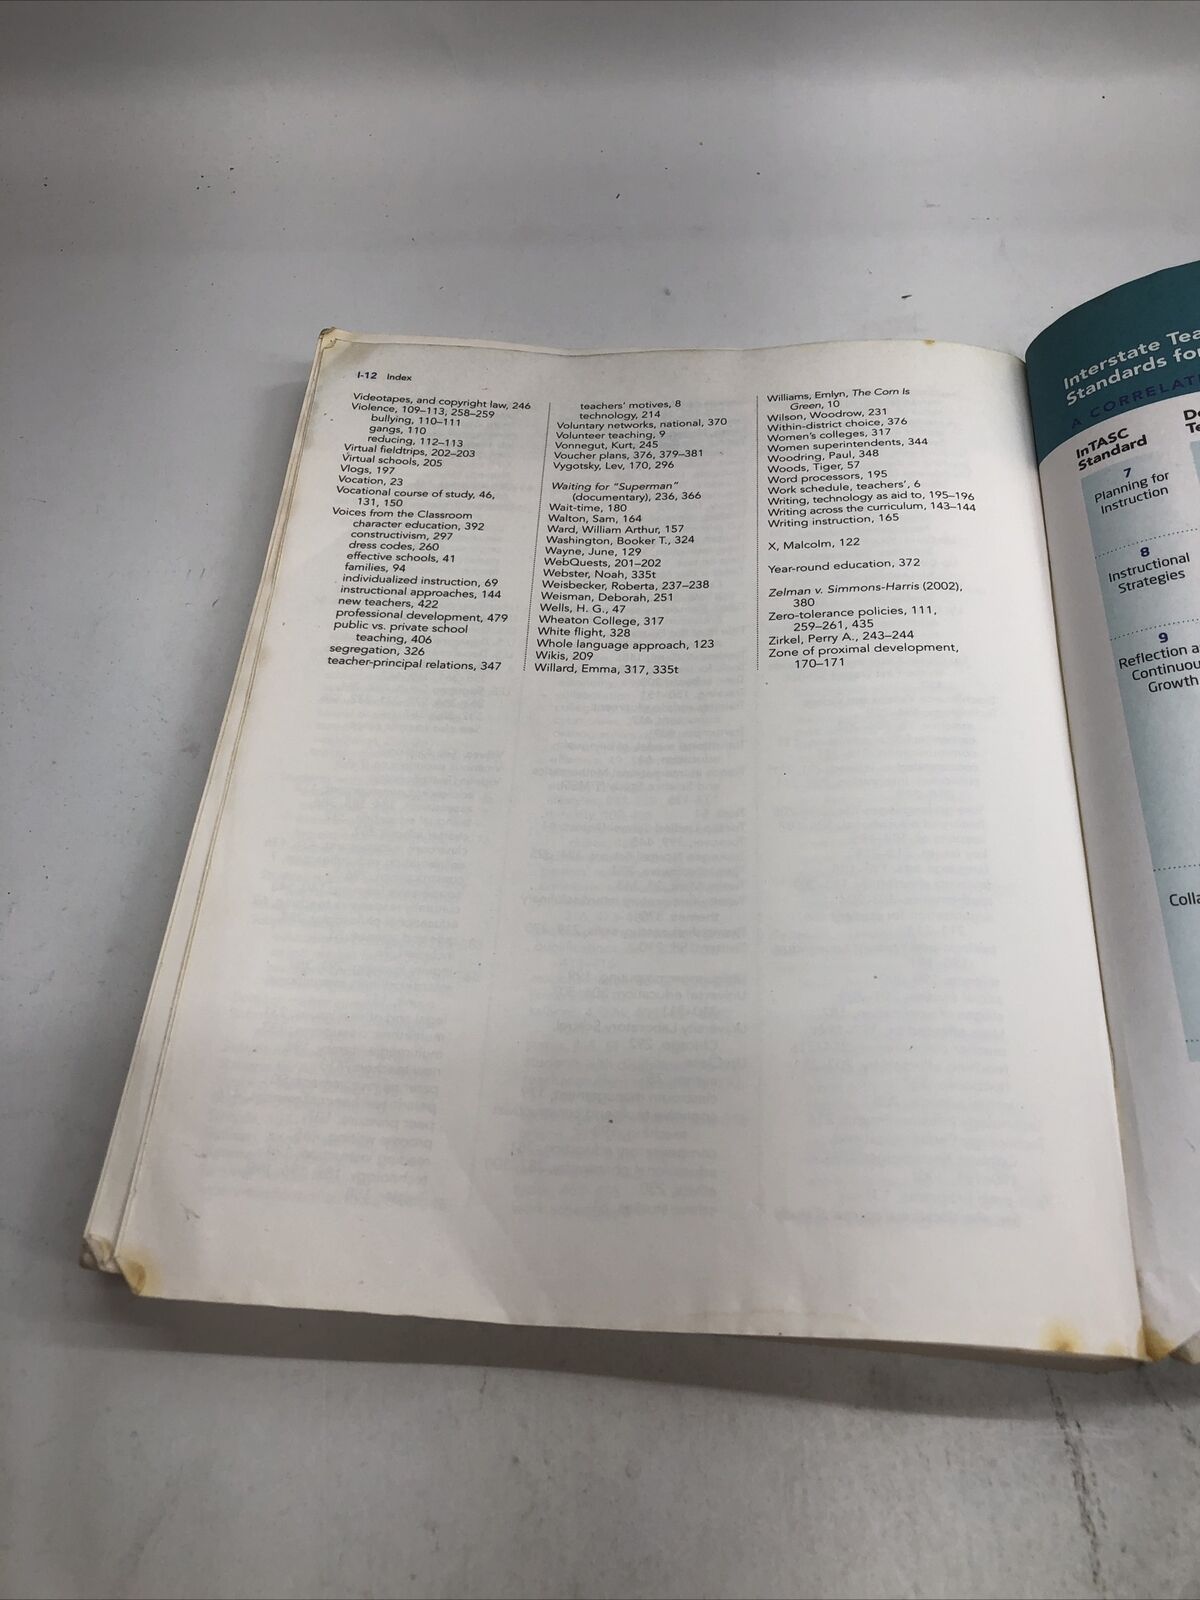 I-12 Index
Videotapes, and copyright law, 246
Violence, 109–113, 258–259
bullying, 110–111
gangs, 110
reducing, 112–113
Virtual fieldtrips, 202–203
Virtual schools, 205
Vlogs, 197
Vocation, 23
Vocational course of study, 46,
131, 150
Voices from the Classroom
character education, 392
constructivism, 297
dress codes, 260
effective schools, 41
families, 94
individualized instruction, 69
instructional approaches, 144
new teachers, 422
professional development, 479
public vs. private school
teaching, 406
segregation, 326
teacher-principal relations, 347
teachers' motives, 8
technology, 214
Voluntary networks, national, 370
Volunteer teaching, 9
Vonnegut, Kurt, 245
Voucher plans, 376, 379–381
Vygotsky, Lev, 170, 296
Waiting for "Superman"
(documentary), 236, 366
Wait-time, 180
Walton, Sam, 164
Ward, William Arthur, 157
Washington, Booker T., 324
Wayne, June, 129
WebQuests, 201–202
Webster, Noah, 335t
Weisbecker, Roberta, 237–238
Weisman, Deborah, 251
Wells, H. G., 47
Wheaton College, 317
White flight, 328
Whole language approach, 123
Wikis, 209
Willard, Emma, 317, 335t
Williams, Emlyn, The Corn Is
Green, 10
Wilson, Woodrow, 231
Within-district choice, 376
Women's colleges, 317
Women superintendents, 344
Woodring, Paul, 348
Woods, Tiger, 57
Word processors, 195
Work schedule, teachers', 6
Writing, technology as aid to, 195–196
Writing across the curriculum, 143–144
Writing instruction, 165
X, Malcolm, 122
Year-round education, 372
Zelman v. Simmons-Harris (2002),
380
Zero-tolerance policies, 111,
259–261, 435
Zirkel, Perry A., 243–244
Zone of proximal development,
170–171
Interstate Tea
Standards for
A CORRELATI
InTASC
Standard
7
Planning for
Instruction
8
Instructional
Strategies
9
Reflection a
Continuou
Growth
Colla